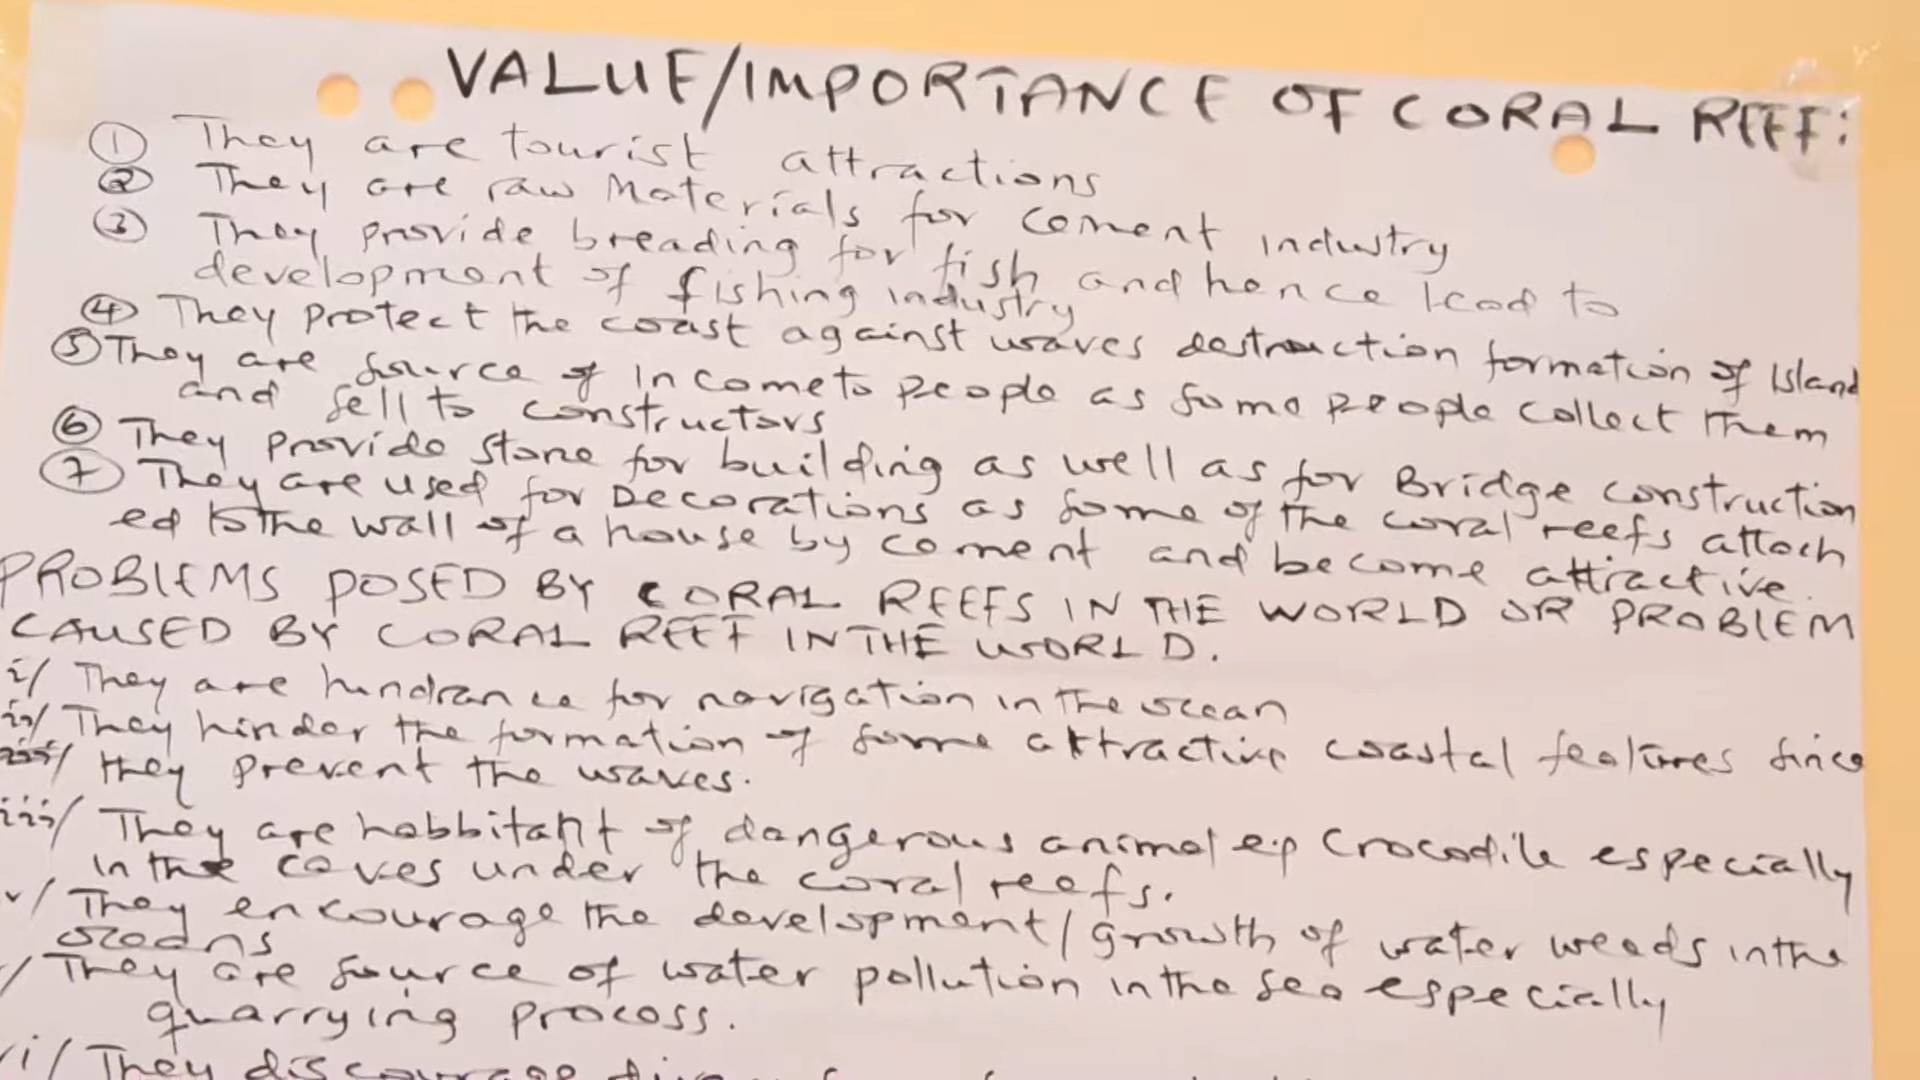 VALUE/IMPORTANCE OF CORAL REEF:
① They are tourist attractions
② They are raw Materials for cement industry
③ They provide breading for fish and hence lead to
development of fishing industry
④ They protect the coast against waves destruction formation of Island
⑤ They are source of income to people as some people collect them
and sell to constructors
⑥ They provide stone for building as well as for Bridge construction
⑦ They are used for Decorations as some of the coral reefs attach
ed to the wall of a house by cement and become attractive.
PROBLEMS POSED BY CORAL REEFS IN THE WORLD OR PROBLEM
CAUSED BY CORAL REEF IN THE WORLD.
i/ They are hindrance for navigation in the ocean
ii/ They hinder the formation of some attractive coastal features since
they prevent the waves.
iii/ They are habbitant of dangerous animal e.g Crocodile especially
in the caves under the coral reefs.
v/ They encourage the development/growth of water weeds in the
oceans
/ They are source of water pollution in the sea especially
quarrying process.
i/ They discourage